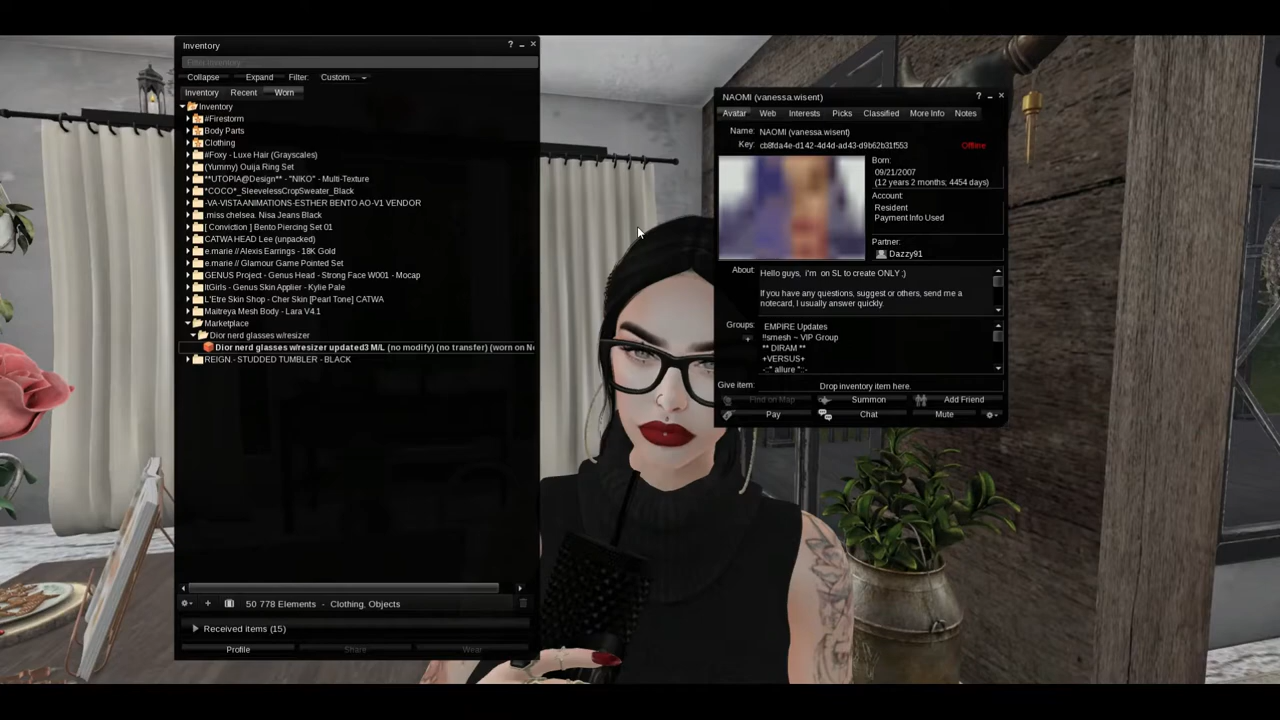 Inventory
Filter Inventory
Collapse Expand Filter: Custom...
Inventory Recent Worn
Inventory
#Firestorm
Body Parts
Clothing
#Foxy - Luxe Hair (Grayscales)
(Yummy) Ouija Ring Set
**UTOPIA@Design** - "NIKO" - Multi-Texture
*COCO*_SleevelessCropSweater_Black
-VA-VISTAANIMATIONS-ESTHER BENTO AO-V1 VENDOR
.miss chelsea. Nisa Jeans Black
[ Conviction ] Bento Piercing Set 01
CATWA HEAD Lee (unpacked)
e.marie // Alexis Earrings - 18K Gold
e.marie // Glamour Game Pointed Set
GENUS Project - Genus Head - Strong Face W001 - Mocap
ItGirls - Genus Skin Applier - Kylie Pale
L'Etre Skin Shop - Cher Skin [Pearl Tone] CATWA
Maitreya Mesh Body - Lara V4.1
Marketplace
Dior nerd glasses w/resizer
Dior nerd glasses w/resizer updated3 M/L (no modify) (no transfer) (worn on N
REIGN.- STUDDED TUMBLER - BLACK
50 778 Elements - Clothing, Objects
Received items (15)
Profile Share Wear
NAOMI (vanessa.wisent)
Avatar Web Interests Picks Classified More Info Notes
Name: NAOMI (vanessa.wisent)
Key: cb8fda4e-d142-4d4d-ad43-d9b62b31f553 Offline
Born:
09/21/2007
(12 years 2 months; 4454 days)
Account:
Resident
Payment Info Used
Partner:
Dazzy91
About: Hello guys, i'm on SL to create ONLY ;)
If you have any questions, suggest or others, send me a
notecard, I usually answer quickly.
Groups: EMPIRE Updates
!!smesh ~ VIP Group
** DIRAM **
+VERSUS+
-::" allure "::-
Give item: Drop inventory item here.
Find on Map Summon Add Friend
Pay Chat Mute